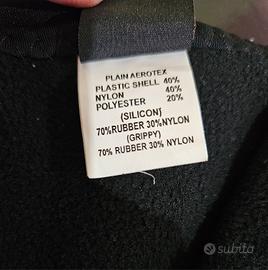 PLAIN AEROTEX
PLASTIC SHELL 40%
NYLON 40%
POLYESTER 20%
(SILICON)
70%RUBBER 30%NYLON
(GRIPPY)
70% RUBBER 30% NYLON
subito